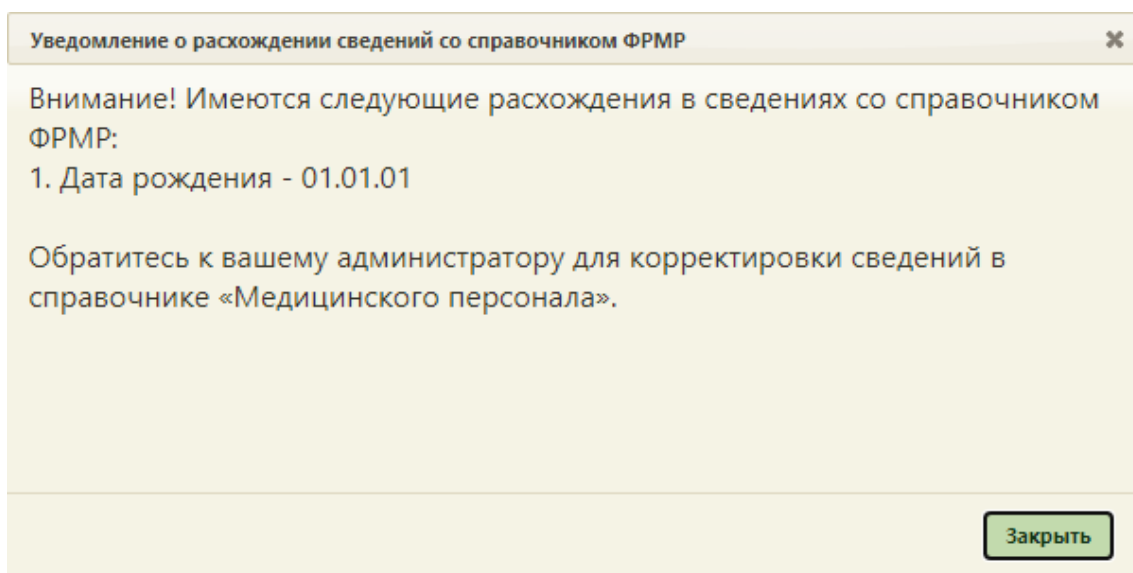 Уведомление о расхождении сведений со справочником ФРМР
Внимание! Имеются следующие расхождения в сведениях со справочником
ФРМР:
1. Дата рождения - 01.01.01
Обратитесь к вашему администратору для корректировки сведений в
справочнике «Медицинского персонала».
Закрыть